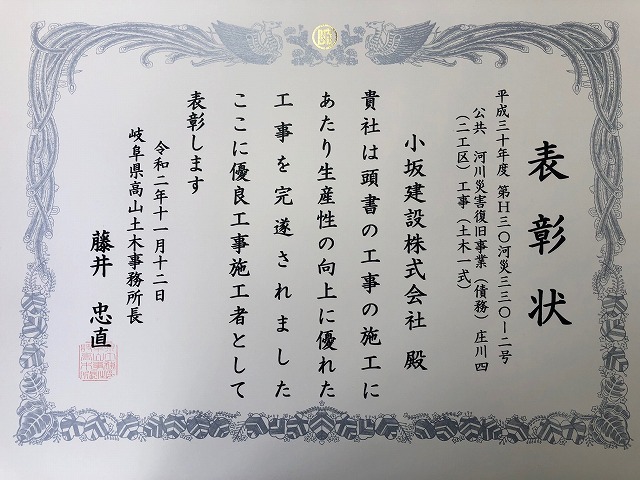 表彰状
平成三十年度 第H三〇河災三三〇ー二号
公共 河川災害復旧事業（債務）庄川四
（二工区）工事（土木一式）
小坂建設株式会社 殿
貴社は頭書の工事の施工に
あたり生産性の向上に優れた
工事を完遂されました
ここに優良工事施工者として
表彰します
令和二年十一月十二日
岐阜県高山土木事務所長
藤井 忠直